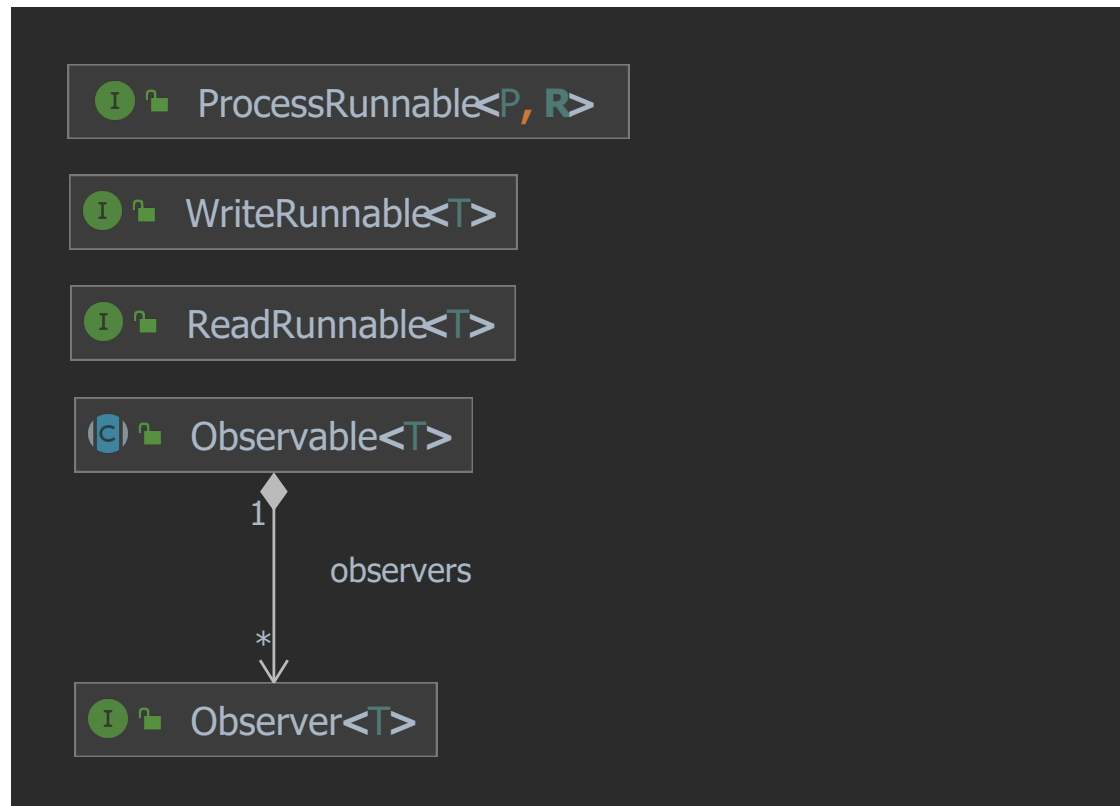 I ProcessRunnable<P, R>
I WriteRunnable<T>
I ReadRunnable<T>
C Observable<T>
1
observers
*
I Observer<T>